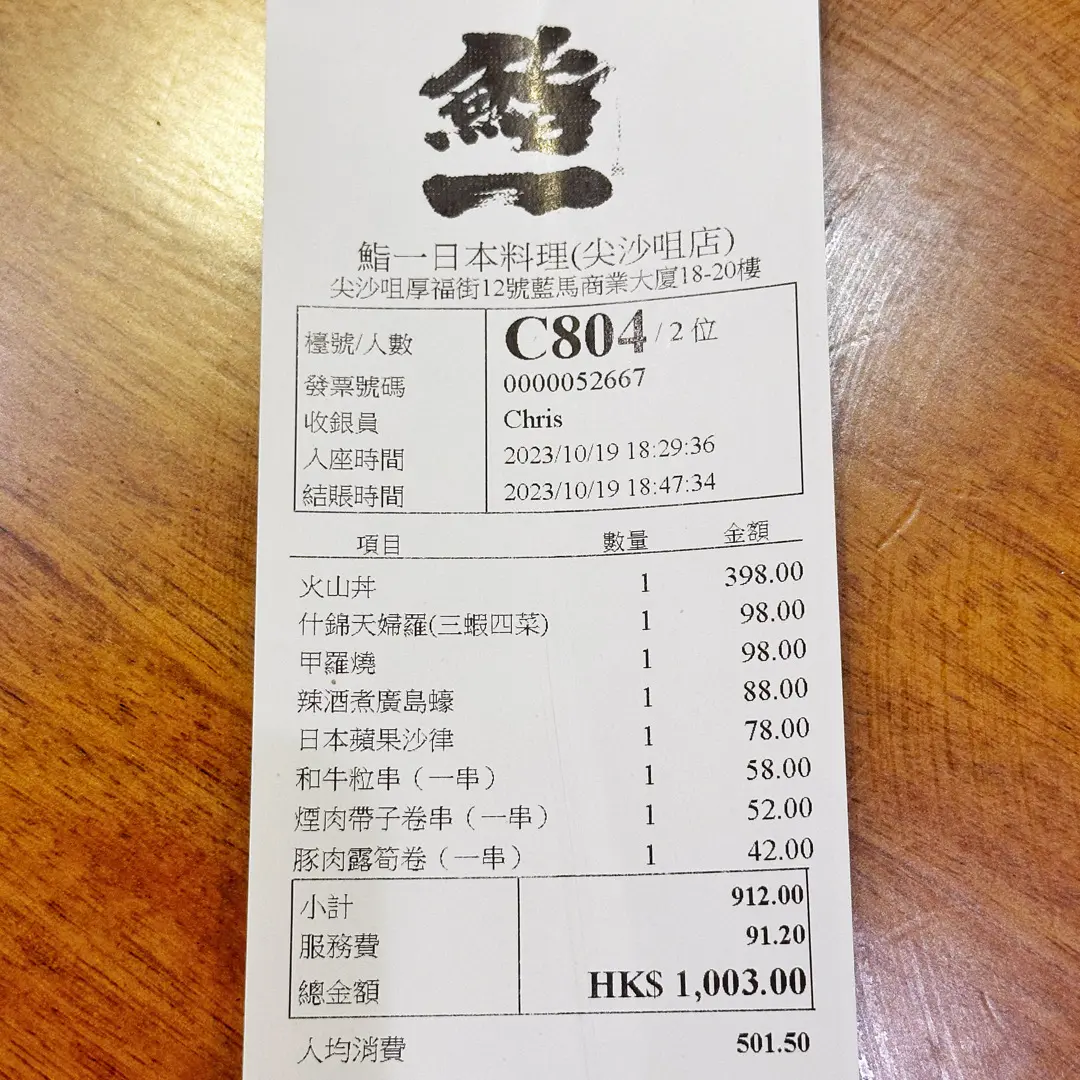 鮨
一
鮨一日本料理(尖沙咀店)
尖沙咀厚福街12號藍馬商業大廈18-20樓
檯號/人數 C804 / 2 位
發票號碼 0000052667
收銀員 Chris
入座時間 2023/10/19 18:29:36
結賬時間 2023/10/19 18:47:34
項目 數量 金額
火山丼 1 398.00
什錦天婦羅(三蝦四菜) 1 98.00
甲羅燒 1 98.00
辣酒煮廣島蠔 1 88.00
日本蘋果沙律 1 78.00
和牛粒串（一串） 1 58.00
煙肉帶子卷串（一串） 1 52.00
豚肉露筍卷（一串） 1 42.00
小計 912.00
服務費 91.20
總金額 HK$ 1,003.00
人均消費 501.50